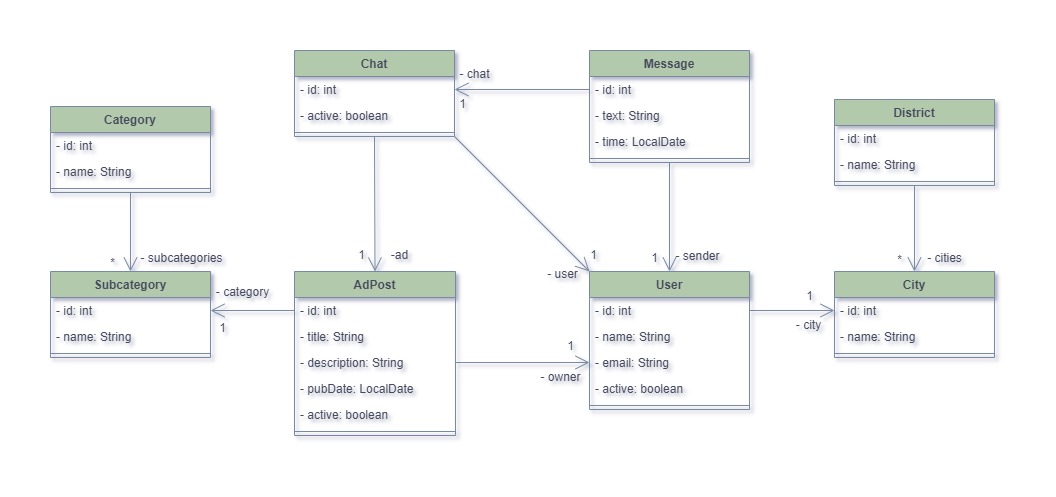 Chat
- id: int
- active: boolean
- chat
1
Message
- id: int
- text: String
- time: LocalDate
Category
- id: int
- name: String
District
- id: int
- name: String
* - subcategories
1 -ad
- user
1
1 - sender
* - cities
Subcategory
- id: int
- name: String
- category
1
AdPost
- id: int
- title: String
- description: String
- pubDate: LocalDate
- active: boolean
1
- owner
User
- id: int
- name: String
- email: String
- active: boolean
1
- city
City
- id: int
- name: String